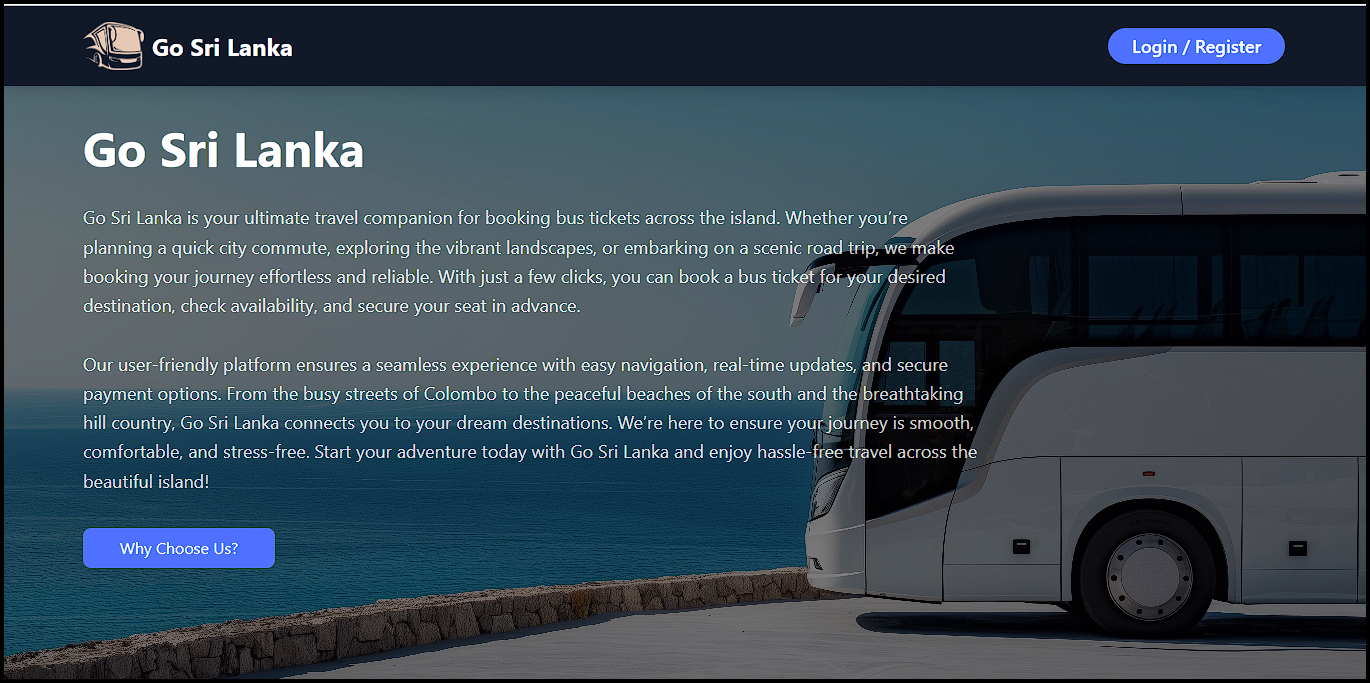 Go Sri Lanka
Login / Register
Go Sri Lanka
Go Sri Lanka is your ultimate travel companion for booking bus tickets across the island. Whether you’re
planning a quick city commute, exploring the vibrant landscapes, or embarking on a scenic road trip, we make
booking your journey effortless and reliable. With just a few clicks, you can book a bus ticket for your desired
destination, check availability, and secure your seat in advance.
Our user-friendly platform ensures a seamless experience with easy navigation, real-time updates, and secure
payment options. From the busy streets of Colombo to the peaceful beaches of the south and the breathtaking
hill country, Go Sri Lanka connects you to your dream destinations. We’re here to ensure your journey is smooth,
comfortable, and stress-free. Start your adventure today with Go Sri Lanka and enjoy hassle-free travel across the
beautiful island!
Why Choose Us?